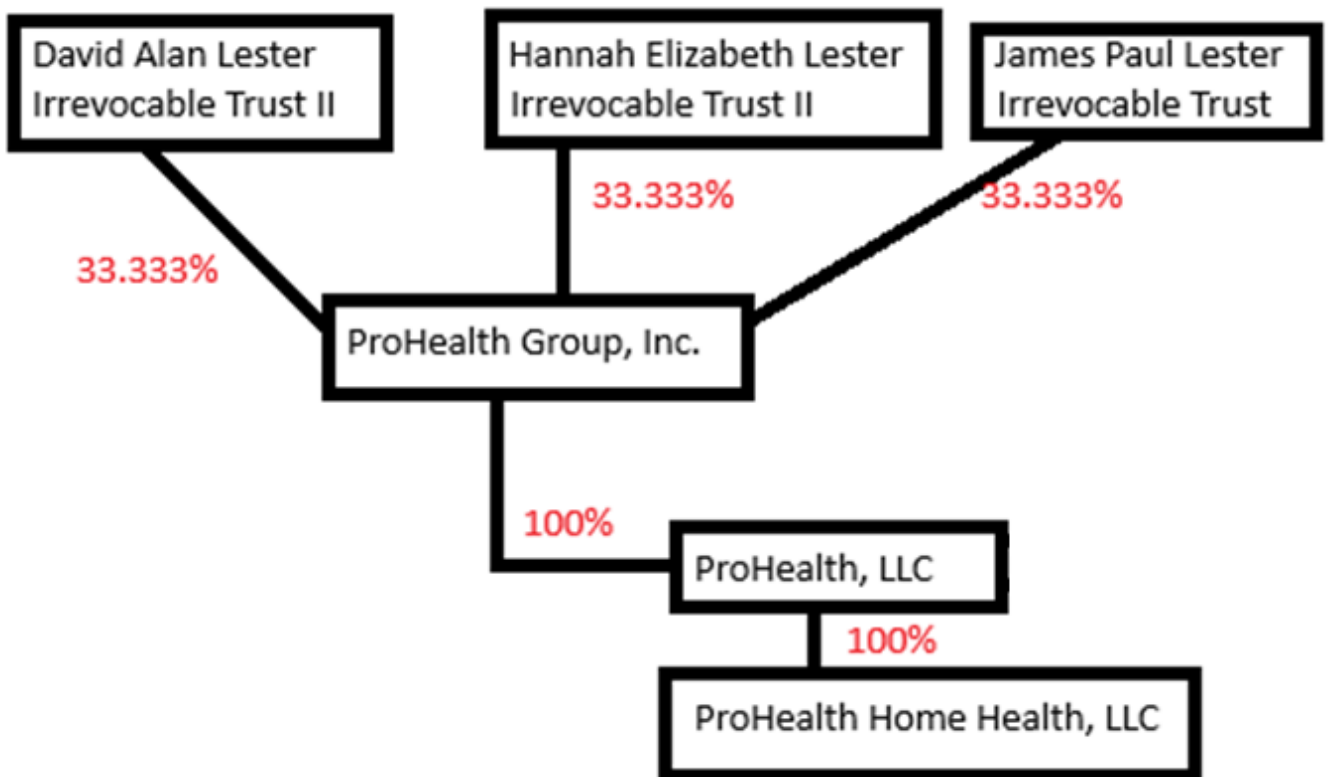 David Alan Lester
Irrevocable Trust II
Hannah Elizabeth Lester
Irrevocable Trust II
James Paul Lester
Irrevocable Trust
33.333%
33.333%
33.333%
ProHealth Group, Inc.
100%
ProHealth, LLC
100%
ProHealth Home Health, LLC